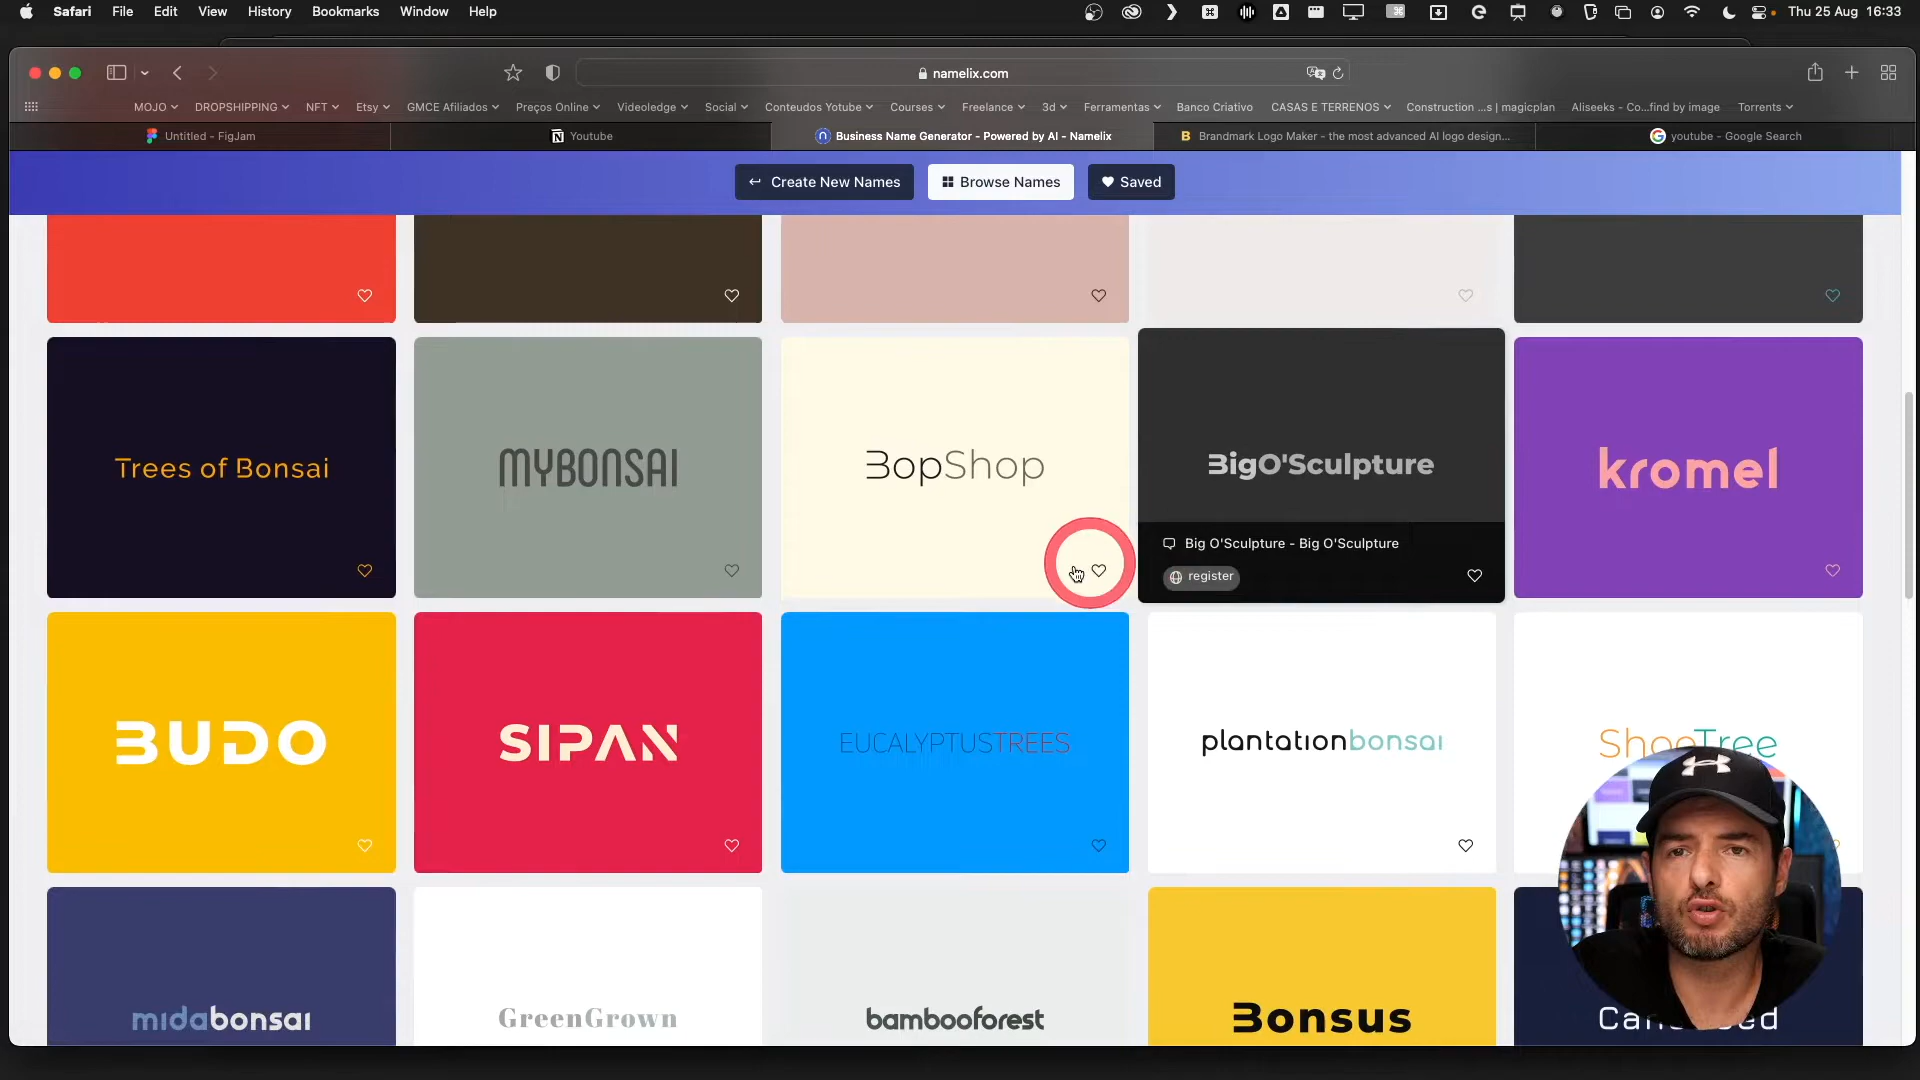 Safari File Edit View History Bookmarks Window Help
Thu 25 Aug 16:33
namelix.com
MOJO DROPSHIPPING NFT Etsy GMCE Afiliados Preços Online Videoledge Social Conteudos Yotube Courses Freelance 3d Ferramentas Banco Criativo CASAS E TERRENOS Construction ...s | magicplan Aliseeks - Co...find by image Torrents
Untitled - FigJam
Youtube
Business Name Generator - Powered by AI - Namelix
B Brandmark Logo Maker - the most advanced AI logo design...
youtube - Google Search
Create New Names
Browse Names
Saved
Trees of Bonsai
MYBONSAI
BopShop
BigO'Sculpture
kromel
Big O'Sculpture - Big O'Sculpture
register
BUDO
SIPAN
EUCALYPTUSTREES
plantationbonsai
ShopTree
midabonsai
GreenGrown
bambooforest
Bonsus